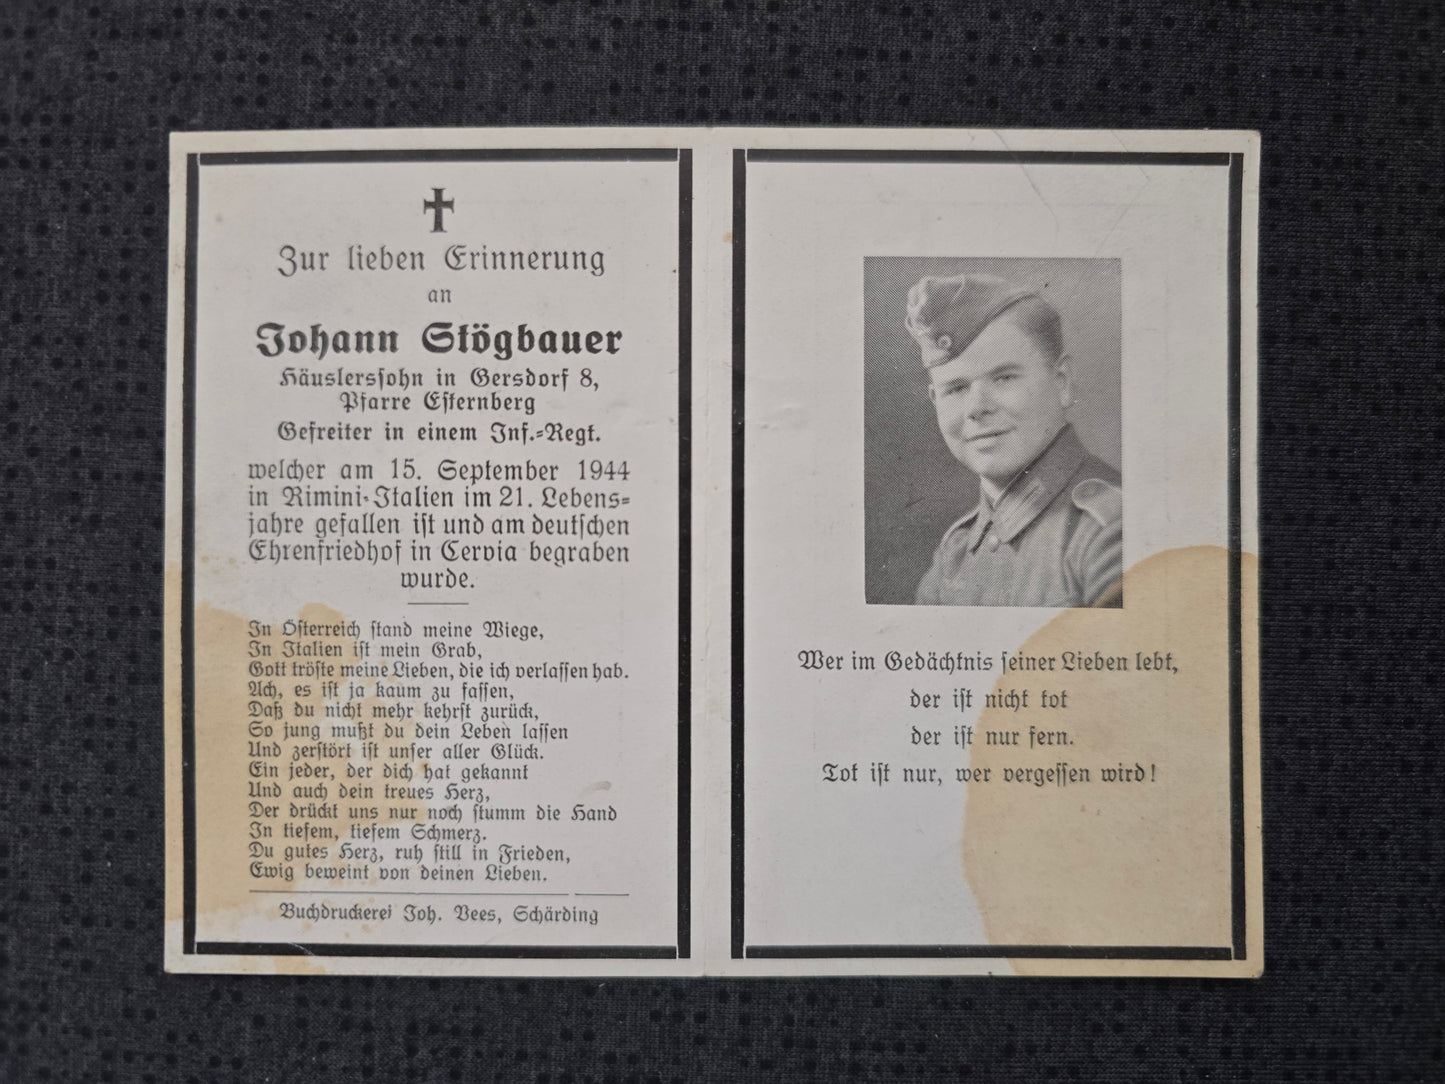 Zur lieben Erinnerung
an
Johann Stögbauer
Häuslerssohn in Gersdorf 8,
Pfarre Esternberg
Gefreiter in einem Inf.-Regt.
welcher am 15. September 1944
in Rimini-Italien im 21. Lebens-
jahre gefallen ist und am deutschen
Ehrenfriedhof in Cervia begraben
wurde.
In Österreich stand meine Wiege,
In Italien ist mein Grab,
Gott tröste meine Lieben, die ich verlassen hab.
Ach, es ist ja kaum zu fassen,
Daß du nicht mehr kehrst zurück,
So jung mußt du dein Leben lassen
Und zerstört ist unser aller Glück.
Ein jeder, der dich hat gekannt
Und auch dein treues Herz,
Der drückt uns nur noch stumm die Hand
In tiefem, tiefem Schmerz.
Du gutes Herz, ruh still in Frieden,
Ewig beweint von deinen Lieben.
Buchdruckerei Joh. Vees, Schärding
Wer im Gedächtnis seiner Lieben lebt,
der ist nicht tot
der ist nur fern.
Tot ist nur, wer vergessen wird!